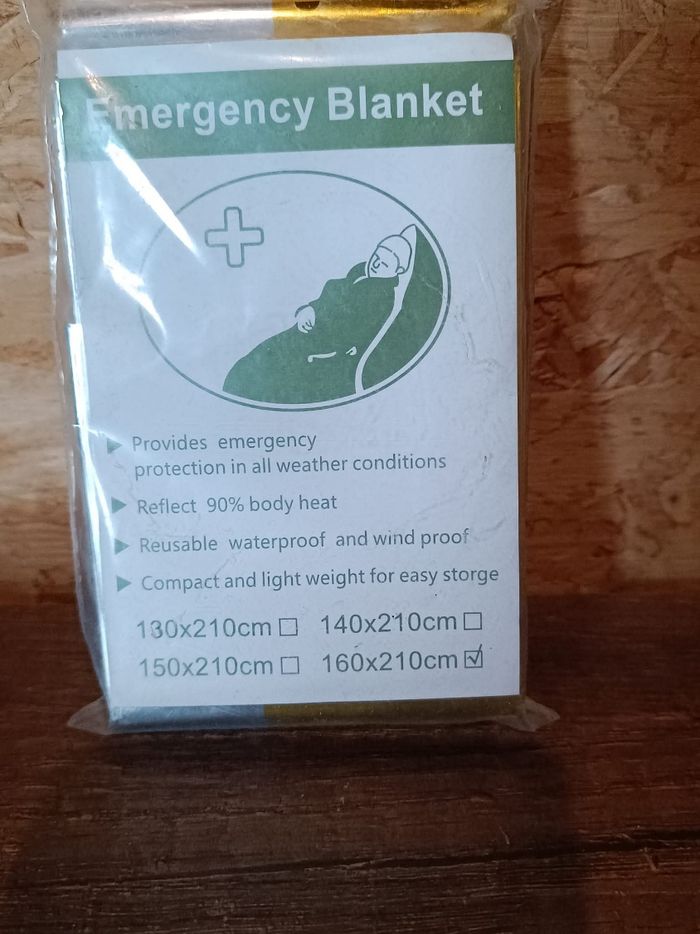 Emergency Blanket
Provides emergency
protection in all weather conditions
Reflect 90% body heat
Reusable waterproof and wind proof
Compact and light weight for easy storge
130x210cm ☐ 140x210cm ☐
150x210cm ☐ 160x210cm ☑